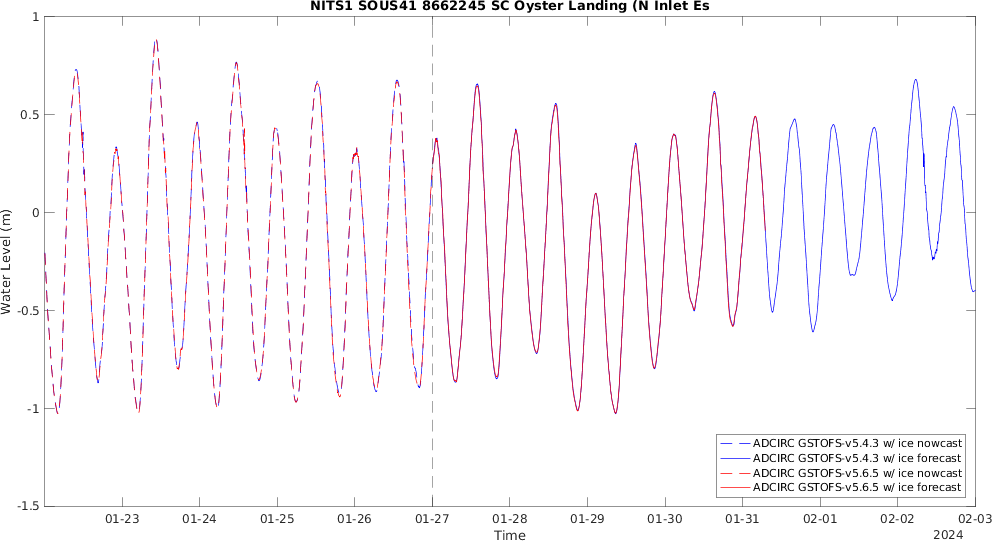 NITS1 SOUS41 8662245 SC Oyster Landing (N Inlet Es
Water Level (m)
1
0.5
0
-0.5
-1
-1.5
ADCIRC GSTOFS-v5.4.3 w/ ice nowcast
ADCIRC GSTOFS-v5.4.3 w/ ice forecast
ADCIRC GSTOFS-v5.6.5 w/ ice nowcast
ADCIRC GSTOFS-v5.6.5 w/ ice forecast
01-23 01-24 01-25 01-26 01-27 01-28 01-29 01-30 01-31 02-01 02-02 02-03
Time
2024